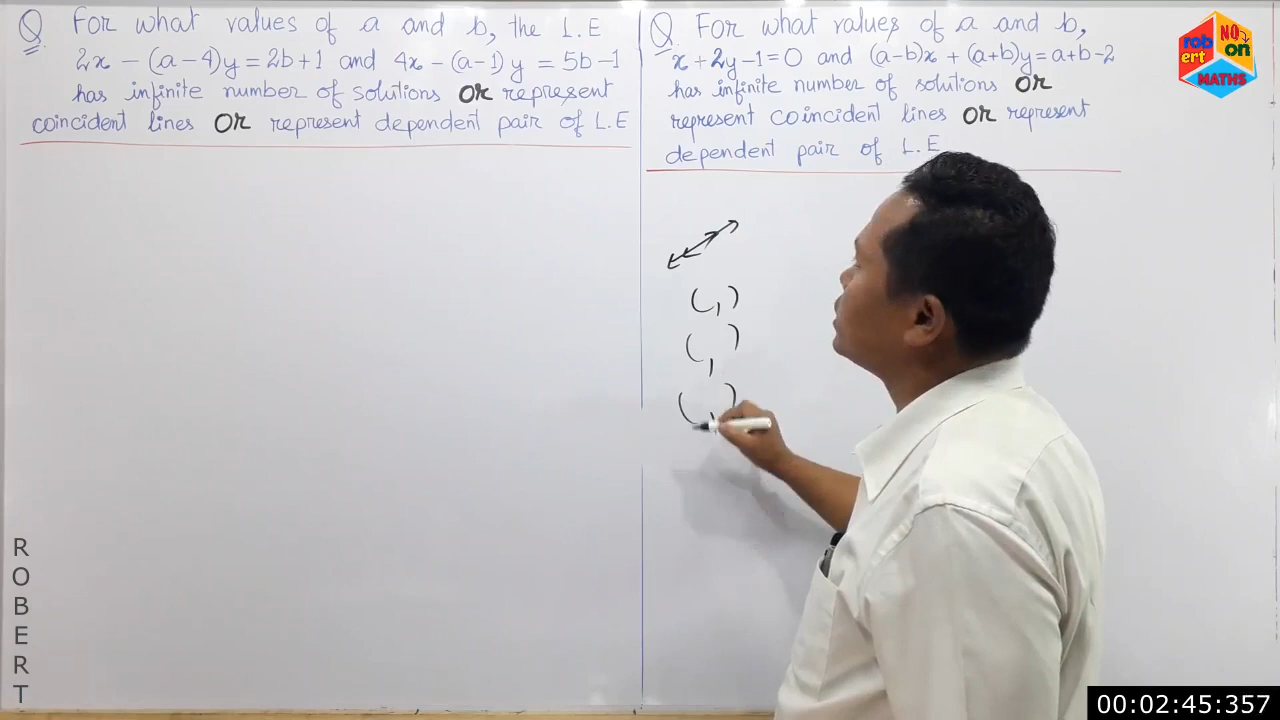 Q. For what values of a and b, the L.E
2x - (a-4)y = 2b+1 and 4x - (a- = 5b-1
has infinite number of solutions OR represent
coincident lines OR represent dependent pair of L.E
Q. For what values of a and b,
x+2y-1=0 and (a-b)x + (a+b)y = a+b-2
has infinite number of solutions OR
represent coincident lines OR represent
dependent pair of L.E
( , )
( , )
( , )
robert NO on
MATHS
ROBERT
00:02:45:357